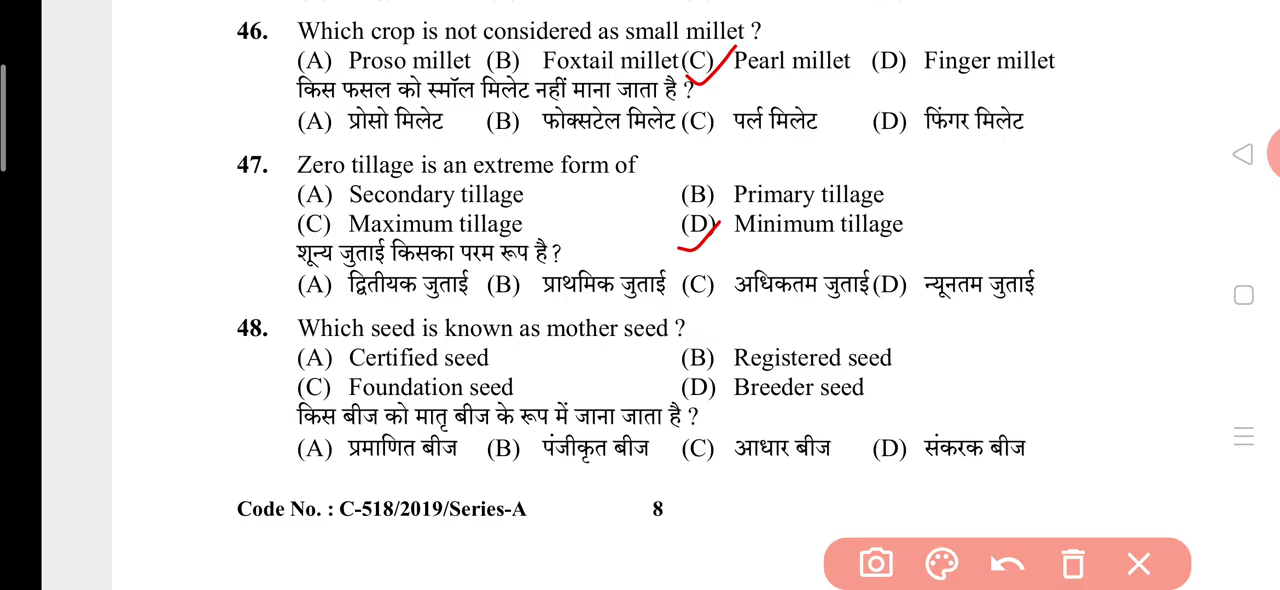 46. Which crop is not considered as small millet ?
(A) Proso millet (B) Foxtail millet (C) Pearl millet (D) Finger millet
किस फसल को स्मॉल मिलेट नहीं माना जाता है ?
(A) प्रोसो मिलेट (B) फोक्सटेल मिलेट (C) पर्ल मिलेट (D) फिंगर मिलेट
47. Zero tillage is an extreme form of
(A) Secondary tillage (B) Primary tillage
(C) Maximum tillage (D) Minimum tillage
शून्य जुताई किसका परम रूप है ?
(A) द्वितीयक जुताई (B) प्राथमिक जुताई (C) अधिकतम जुताई (D) न्यूनतम जुताई
48. Which seed is known as mother seed ?
(A) Certified seed (B) Registered seed
(C) Foundation seed (D) Breeder seed
किस बीज को मातृ बीज के रूप में जाना जाता है ?
(A) प्रमाणित बीज (B) पंजीकृत बीज (C) आधार बीज (D) संकरक बीज
Code No. : C-518/2019/Series-A 8